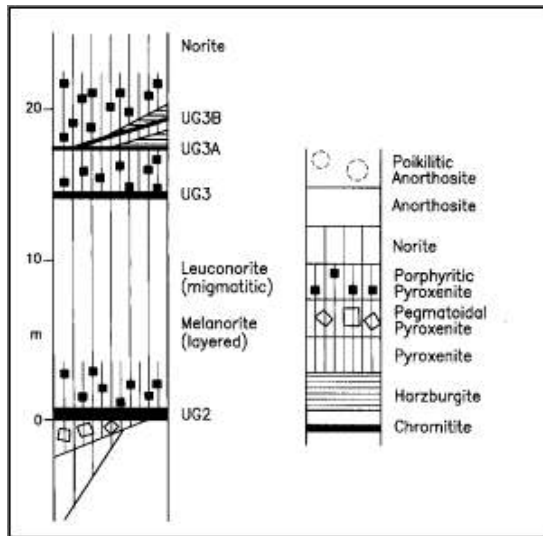 Norite
20
UG3B
UG3A
UG3
10
Leuconorite
(migmatitic)
Melanorite
(layered)
m
UG2
0
Poikilitic
Anorthosite
Anorthosite
Norite
Porphyritic
Pyroxenite
Pegmatoidal
Pyroxenite
Pyroxenite
Harzburgite
Chromitite